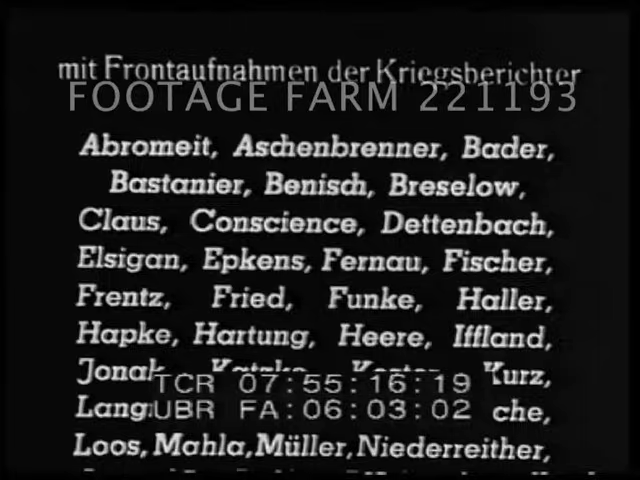 mit Frontaufnahmen der Kriegsberichter
FOOTAGE FARM 221193
Abromeit, Aschenbrenner, Bader,
Bastanier, Benisch, Breselow,
Claus, Conscience, Dettenbach,
Elsigan, Epkens, Fernau, Fischer,
Frentz, Fried, Funke, Haller,
Hapke, Hartung, Heere, Iffland,
Kurz,
TCR 07:55:16:19
UBR FA:06:03:02
Loos, Mahla, Müller, Niederreither,